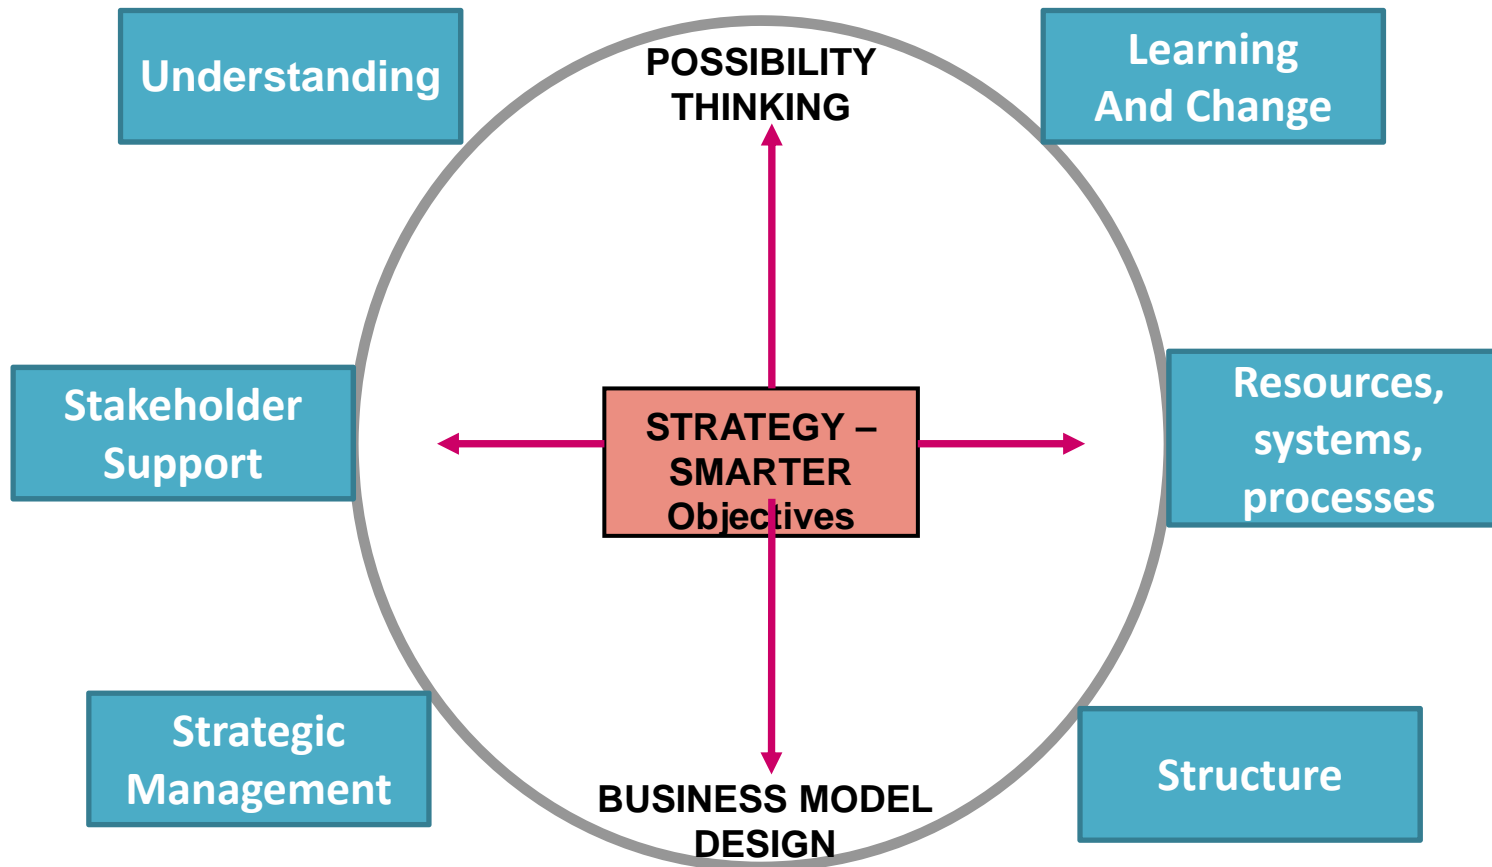 Understanding
POSSIBILITY
THINKING
Learning
And Change
Stakeholder
Support
STRATEGY –
SMARTER
Objectives
Resources,
systems,
processes
Strategic
Management
BUSINESS MODEL
DESIGN
Structure